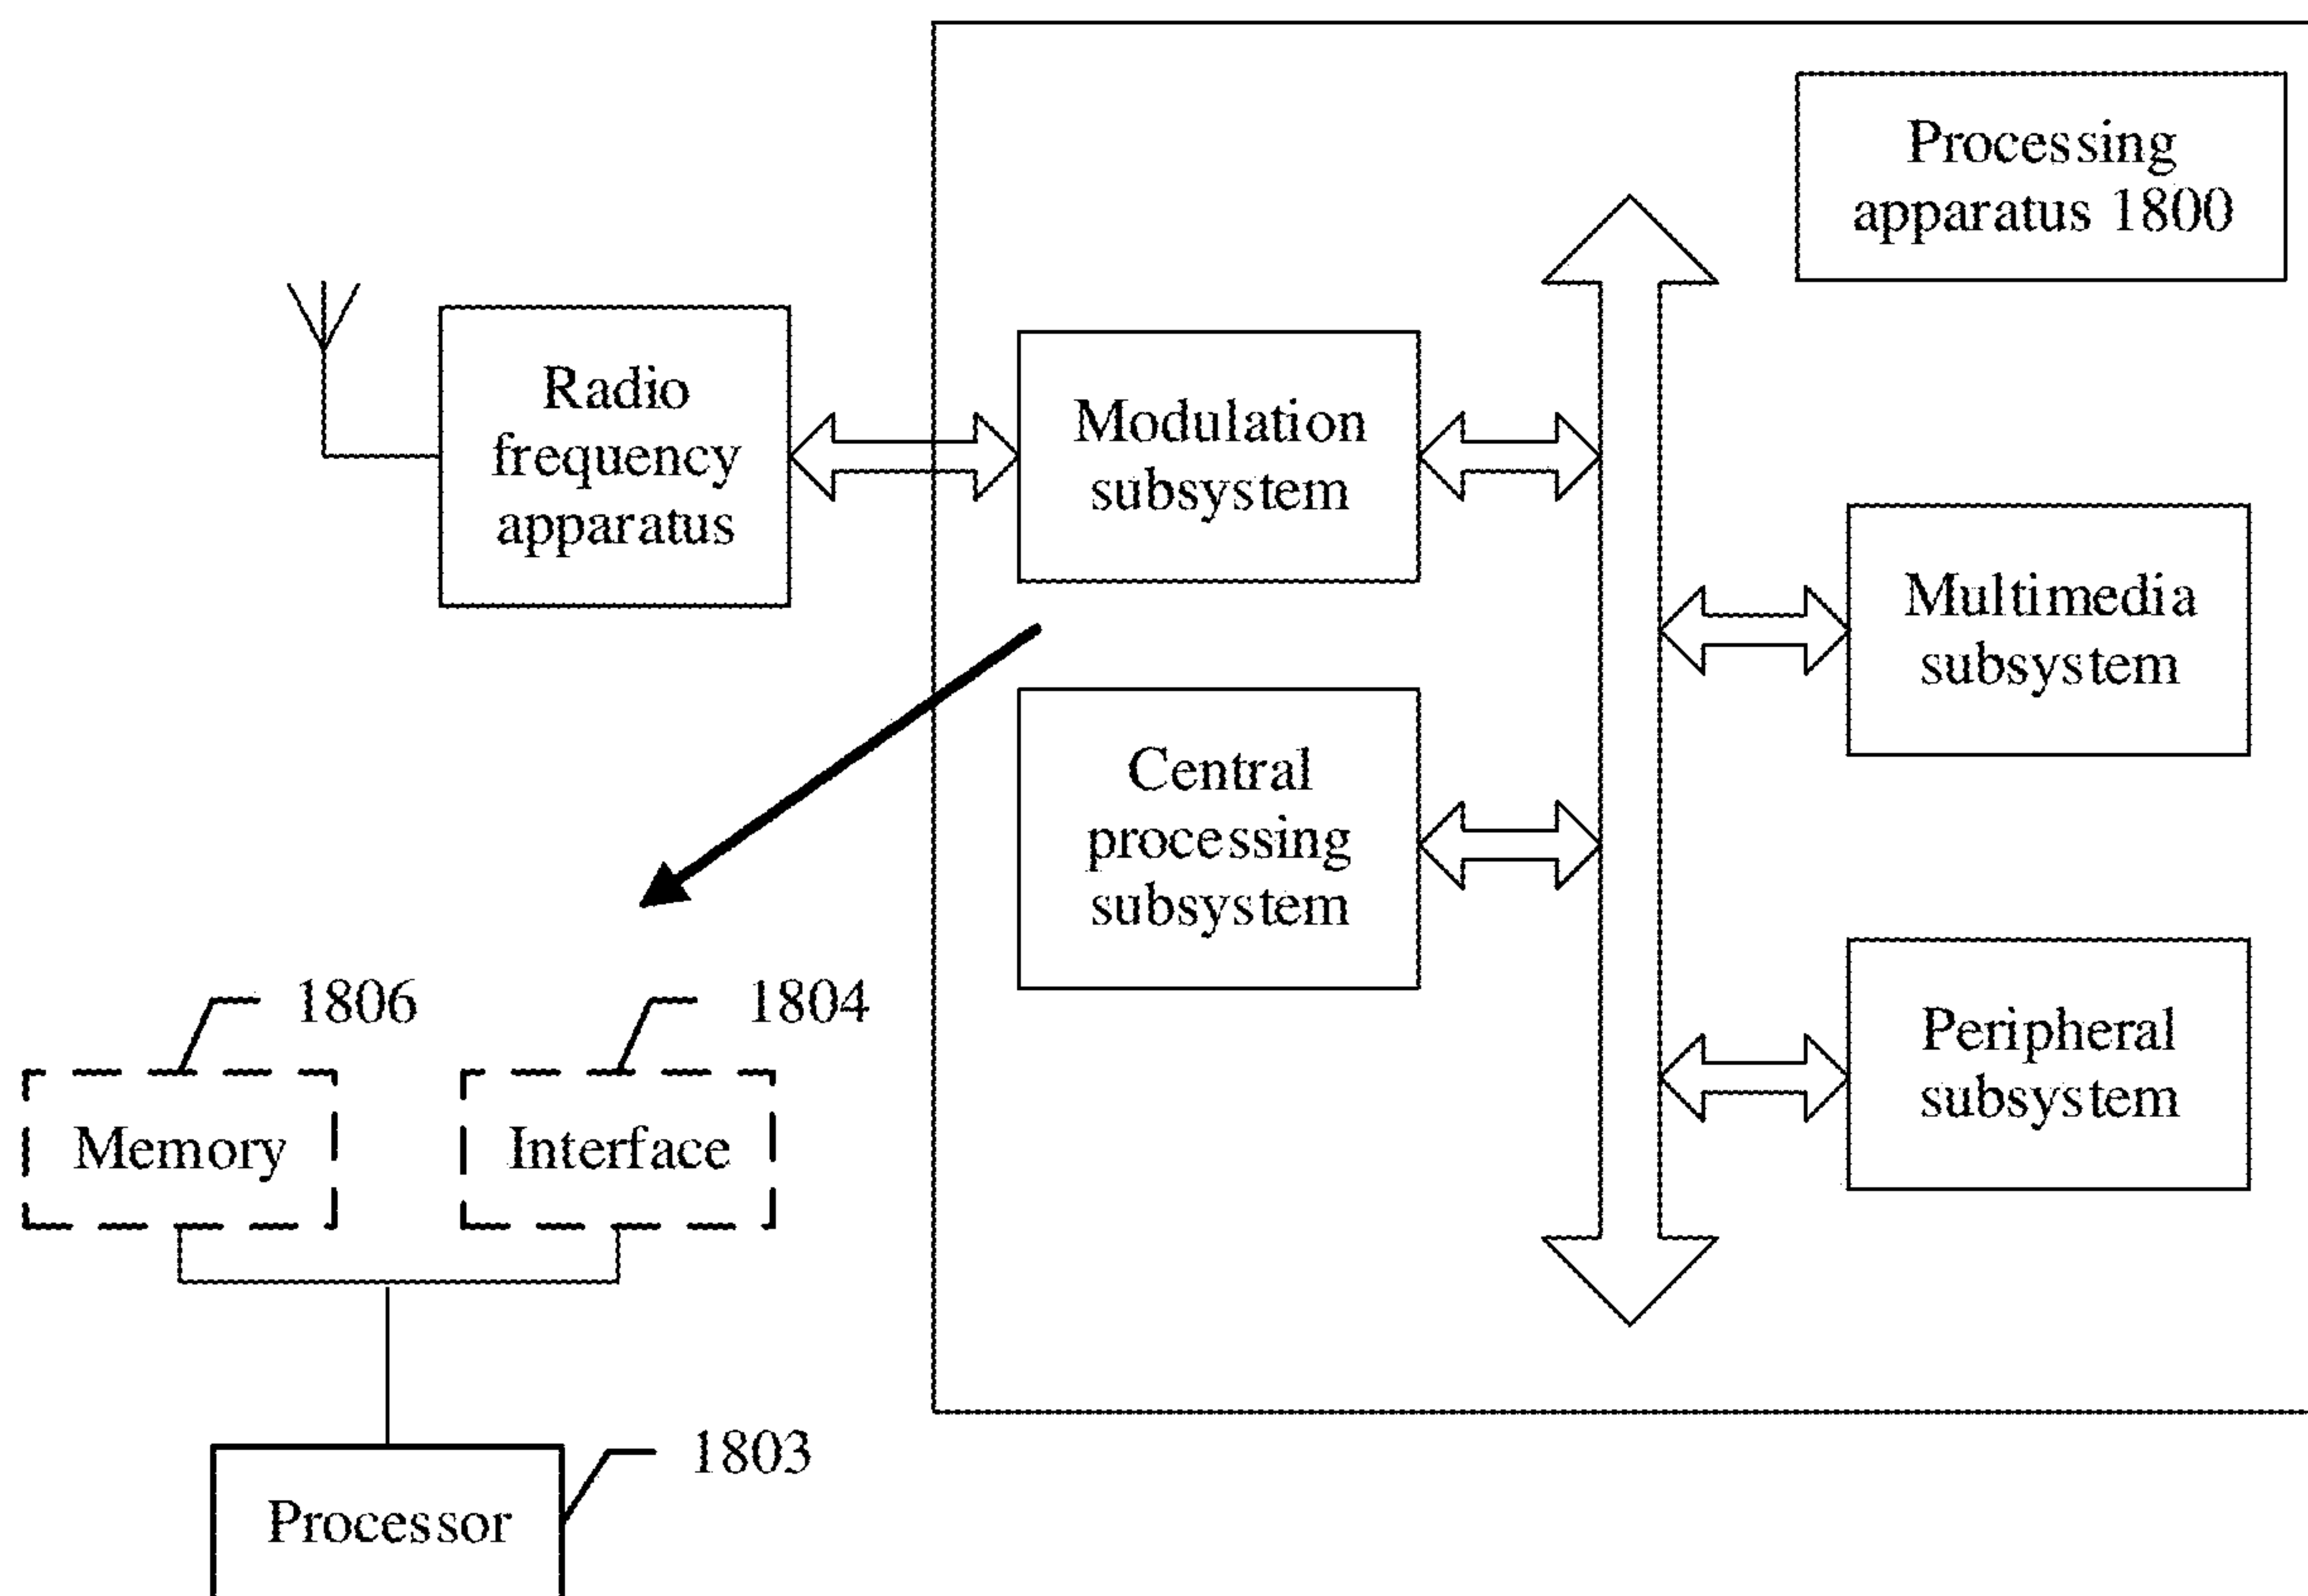 Processing
apparatus 1800
Radio
frequency
apparatus
Modulation
subsystem
Multimedia
subsystem
Central
processing
subsystem
Peripheral
subsystem
1806
1804
Memory
Interface
1803
Processor